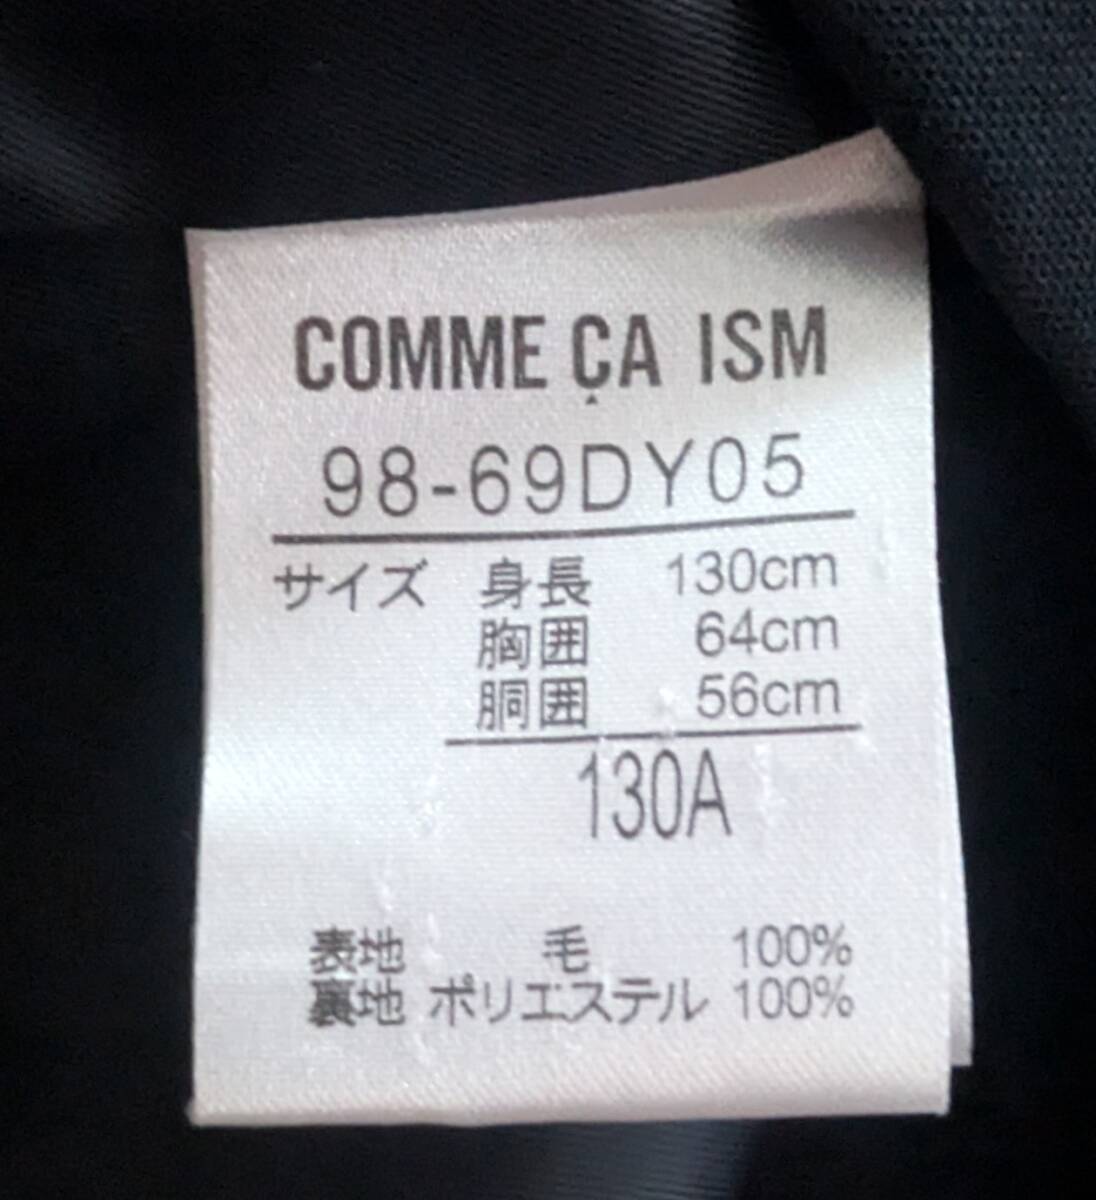 COMME ÇA ISM
98-69DY05
サイズ 身長 130cm
胸囲 64cm
胴囲 56cm
130A
表地 毛 100%
裏地 ポリエステル 100%